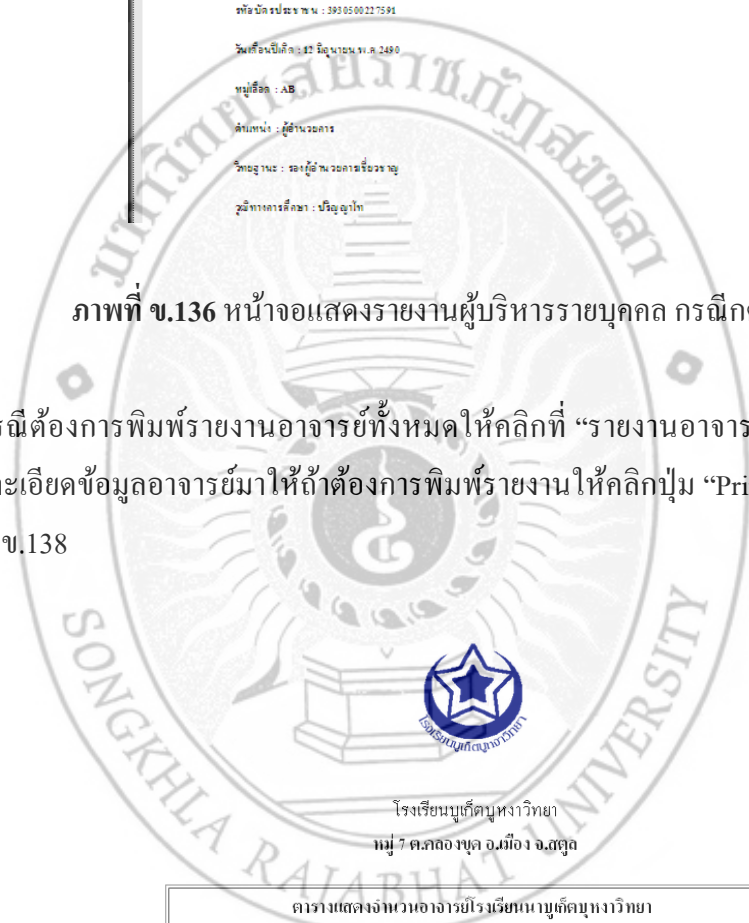 รหัสบัตรประชาชน : 3930500227591
วันเดือนปีเกิด : 12 มิถุนายน พ.ศ 2490
หมู่เลือด : AB
ตำแหน่ง : ผู้อำนวยการ
วิทยฐานะ : รองผู้อำนวยการเชี่ยวชาญ
วุฒิทางการศึกษา : ปริญญาโท
ภาพที่ ข.136 หน้าจอแสดงรายงานผู้บริหารรายบุคคล กรณีก
รณีต้องการพิมพ์รายงานอาจารย์ทั้งหมดให้คลิกที่ “รายงานอาจาร
ะเอียดข้อมูลอาจารย์มาให้ถ้าต้องการพิมพ์รายงานให้คลิกปุ่ม “Pri
ข.138
โรงเรียนบูเก็ตบุหงาวิทยา
หมู่ 7 ต.คลองขุด อ.เมือง จ.สตูล
ตารางแสดงจำนวนอาจารย์โรงเรียนนาบูเก็ตบุหงาวิทยา
มหาวิทยาลัยราชภัฏสงขลา
SONGKHLA RAJABHAT UNIVERSITY